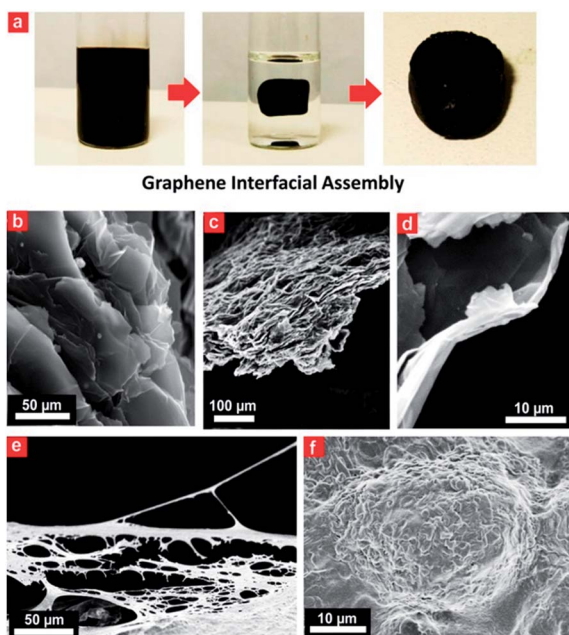 a
Graphene Interfacial Assembly
b
50 µm
c
100 µm
d
10 µm
e
50 µm
f
10 µm